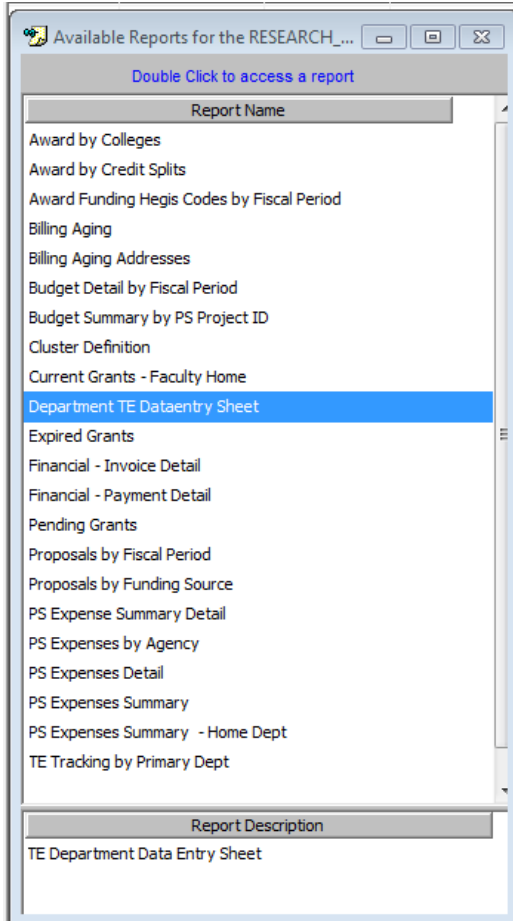 Available Reports for the RESEARCH_...
Double Click to access a report
Report Name
Award by Colleges
Award by Credit Splits
Award Funding Hegis Codes by Fiscal Period
Billing Aging
Billing Aging Addresses
Budget Detail by Fiscal Period
Budget Summary by PS Project ID
Cluster Definition
Current Grants - Faculty Home
Department TE Dataentry Sheet
Expired Grants
Financial - Invoice Detail
Financial - Payment Detail
Pending Grants
Proposals by Fiscal Period
Proposals by Funding Source
PS Expense Summary Detail
PS Expenses by Agency
PS Expenses Detail
PS Expenses Summary
PS Expenses Summary  - Home Dept
TE Tracking by Primary Dept
Report Description
TE Department Data Entry Sheet